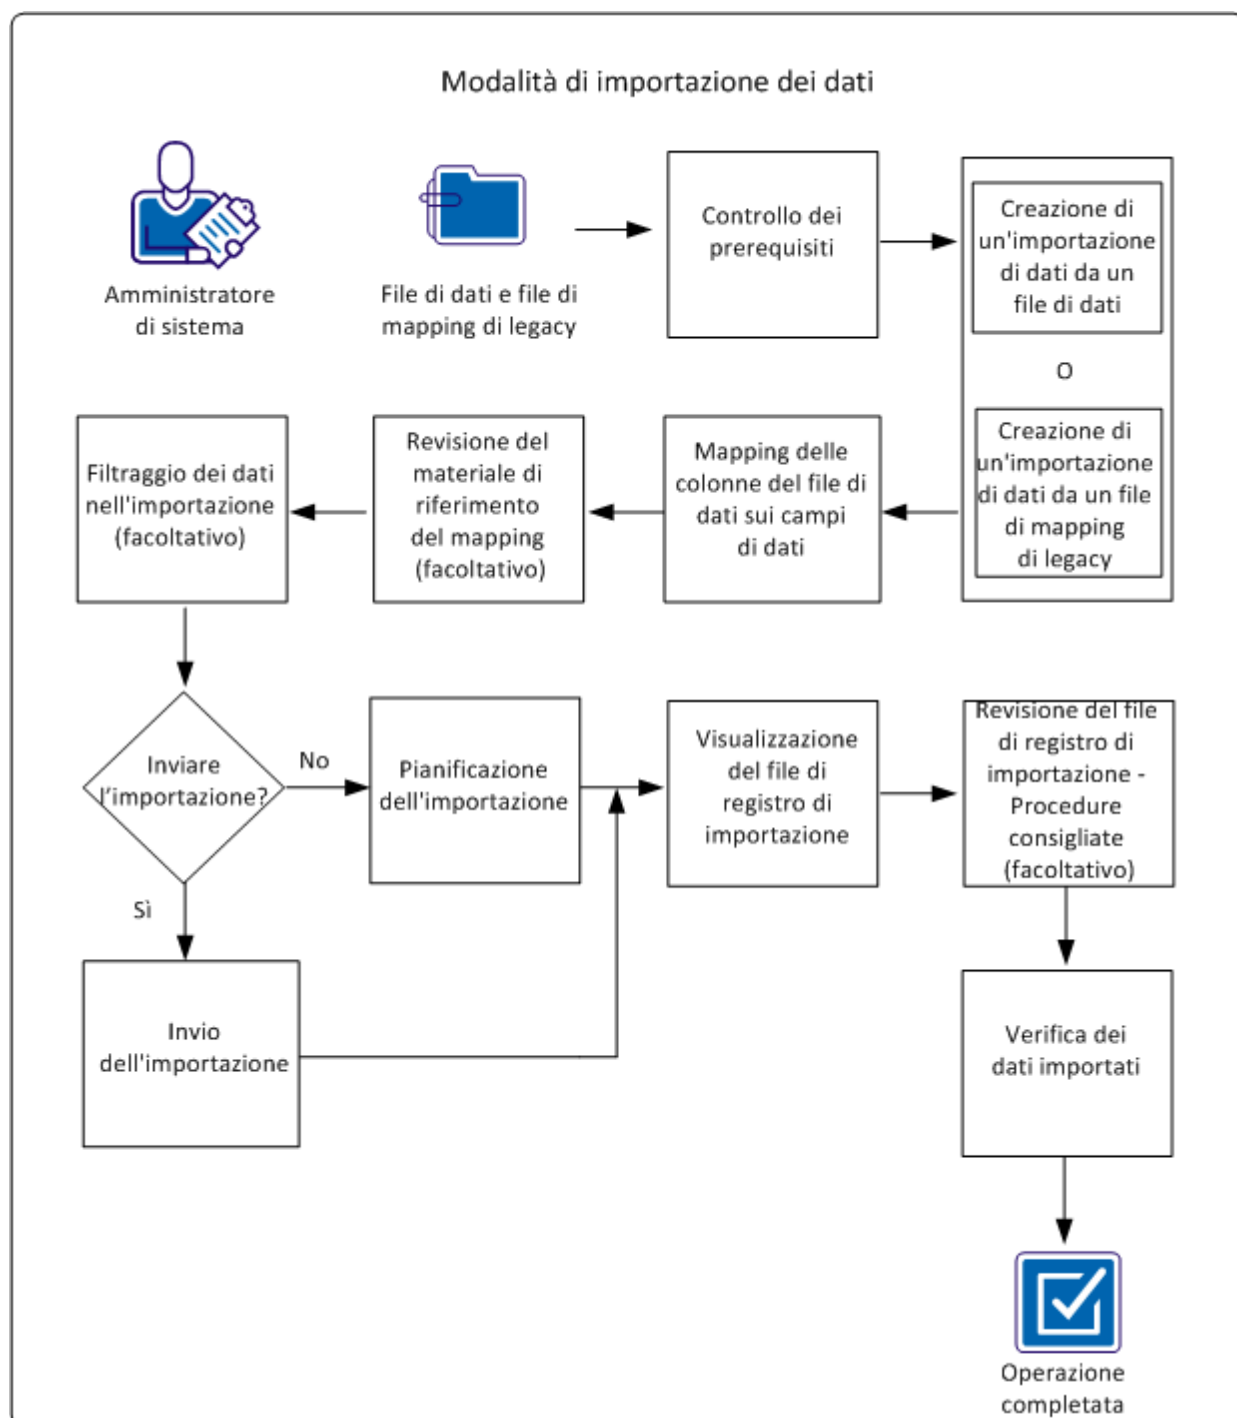 Modalità di importazione dei dati
Amministratore
di sistema
File di dati e file di
mapping di legacy
Controllo dei
prerequisiti
Creazione di
un'importazione
di dati da un
file di dati
O
Creazione di
un'importazione
di dati da un file
di mapping
di legacy
Mapping delle
colonne del file di
dati sui campi
di dati
Revisione del
materiale di
riferimento
del mapping
(facoltativo)
Filtraggio dei dati
nell'importazione
(facoltativo)
Inviare
l'importazione?
No
Pianificazione
dell'importazione
Visualizzazione
del file di
registro di
importazione
Revisione del file
di registro di
importazione -
Procedure
consigliate
(facoltativo)
Sì
Invio
dell'importazione
Verifica dei
dati importati
Operazione
completata